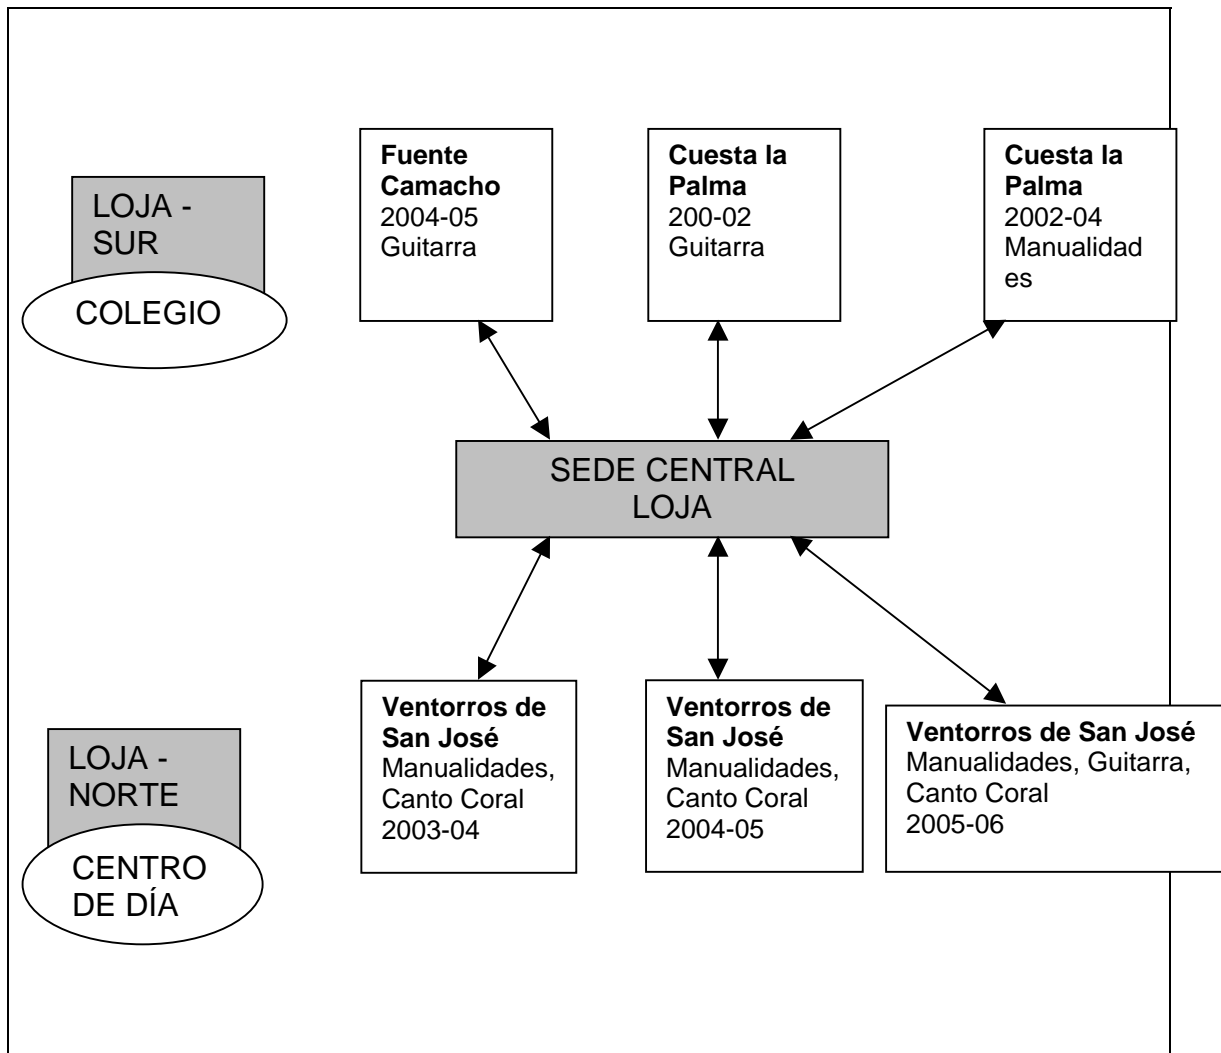 LOJA -
SUR
COLEGIO
Fuente
Camacho
2004-05
Guitarra
Cuesta la
Palma
200-02
Guitarra
Cuesta la
Palma
2002-04
Manualidad
es
SEDE CENTRAL
LOJA
LOJA -
NORTE
CENTRO
DE DÍA
Ventorros de
San José
Manualidades,
Canto Coral
2003-04
Ventorros de
San José
Manualidades,
Canto Coral
2004-05
Ventorros de San José
Manualidades, Guitarra,
Canto Coral
2005-06